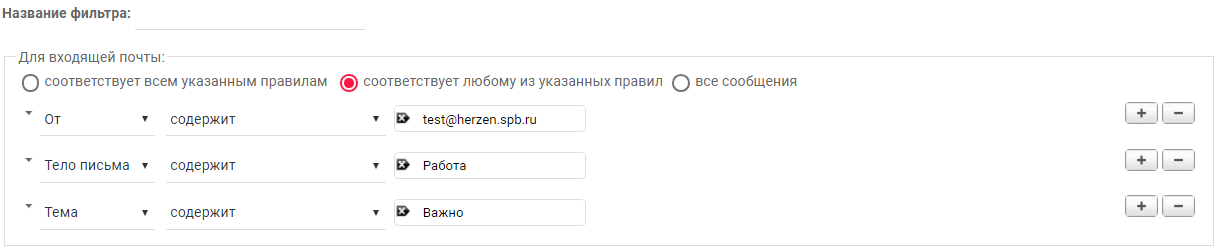 Название фильтра:
Для входящей почты:
соответствует всем указанным правилам соответствует любому из указанных правил все сообщения
От содержит test@herzen.spb.ru
Тело письма содержит Работа
Тема содержит Важно